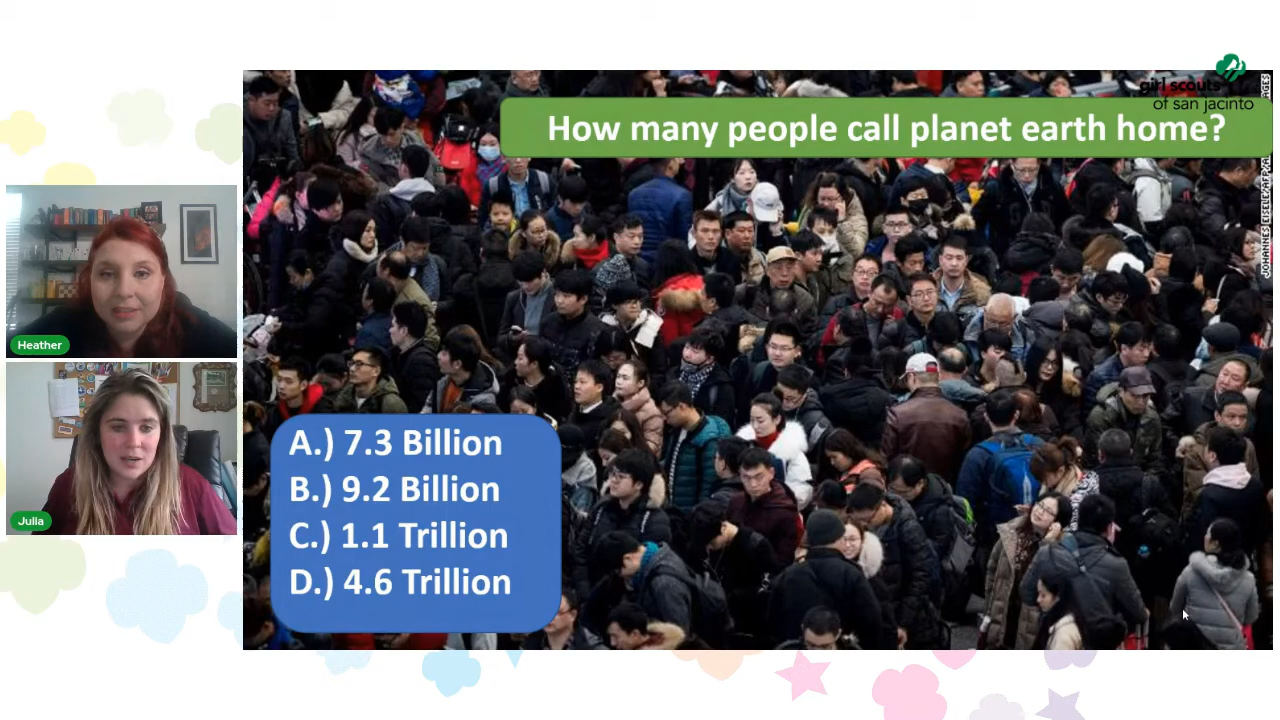 girl scouts
of san jacinto
How many people call planet earth home?
Heather
Julia
A.) 7.3 Billion
B.) 9.2 Billion
C.) 1.1 Trillion
D.) 4.6 Trillion